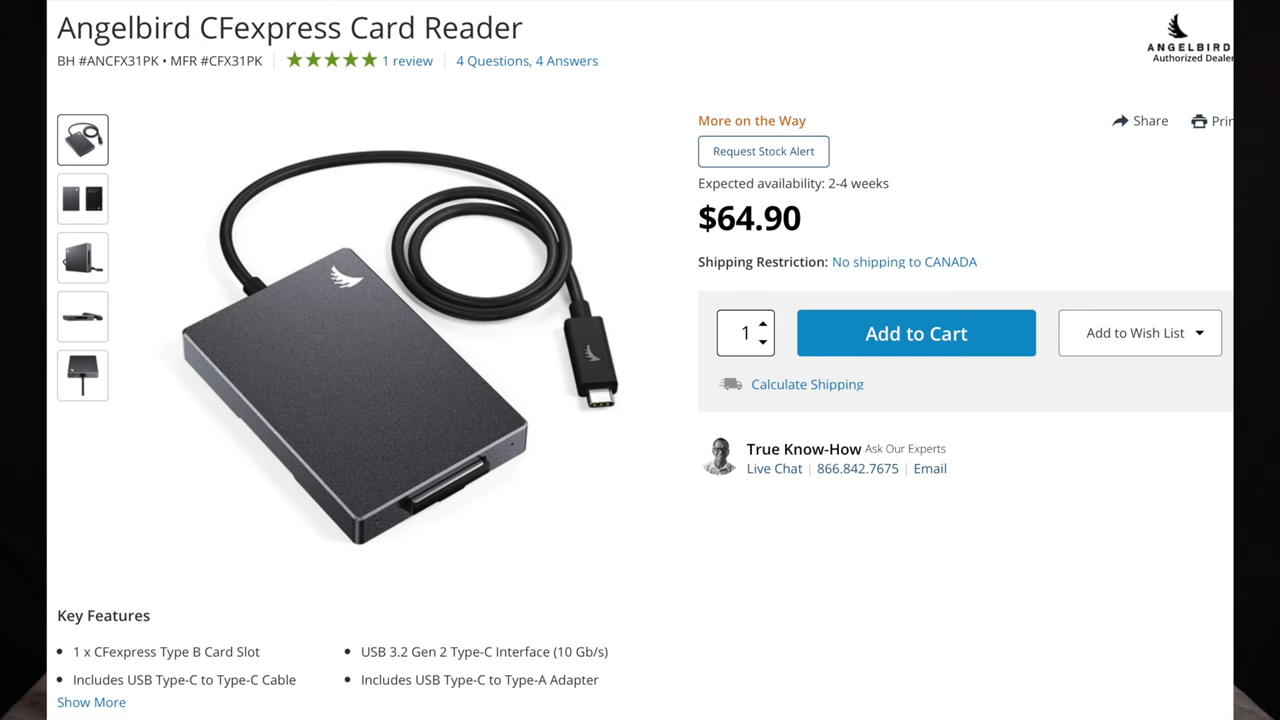 Angelbird CFexpress Card Reader
BH #ANCFX31PK • MFR #CFX31PK
1 review
4 Questions, 4 Answers
ANGELBIRD
Authorized Dealer
More on the Way
Share
Prin
Request Stock Alert
Expected availability: 2-4 weeks
$64.90
Shipping Restriction: No shipping to CANADA
1
Add to Cart
Add to Wish List
Calculate Shipping
True Know-How Ask Our Experts
Live Chat | 866.842.7675 | Email
Key Features
• 1 x CFexpress Type B Card Slot
• USB 3.2 Gen 2 Type-C Interface (10 Gb/s)
• Includes USB Type-C to Type-C Cable
• Includes USB Type-C to Type-A Adapter
Show More